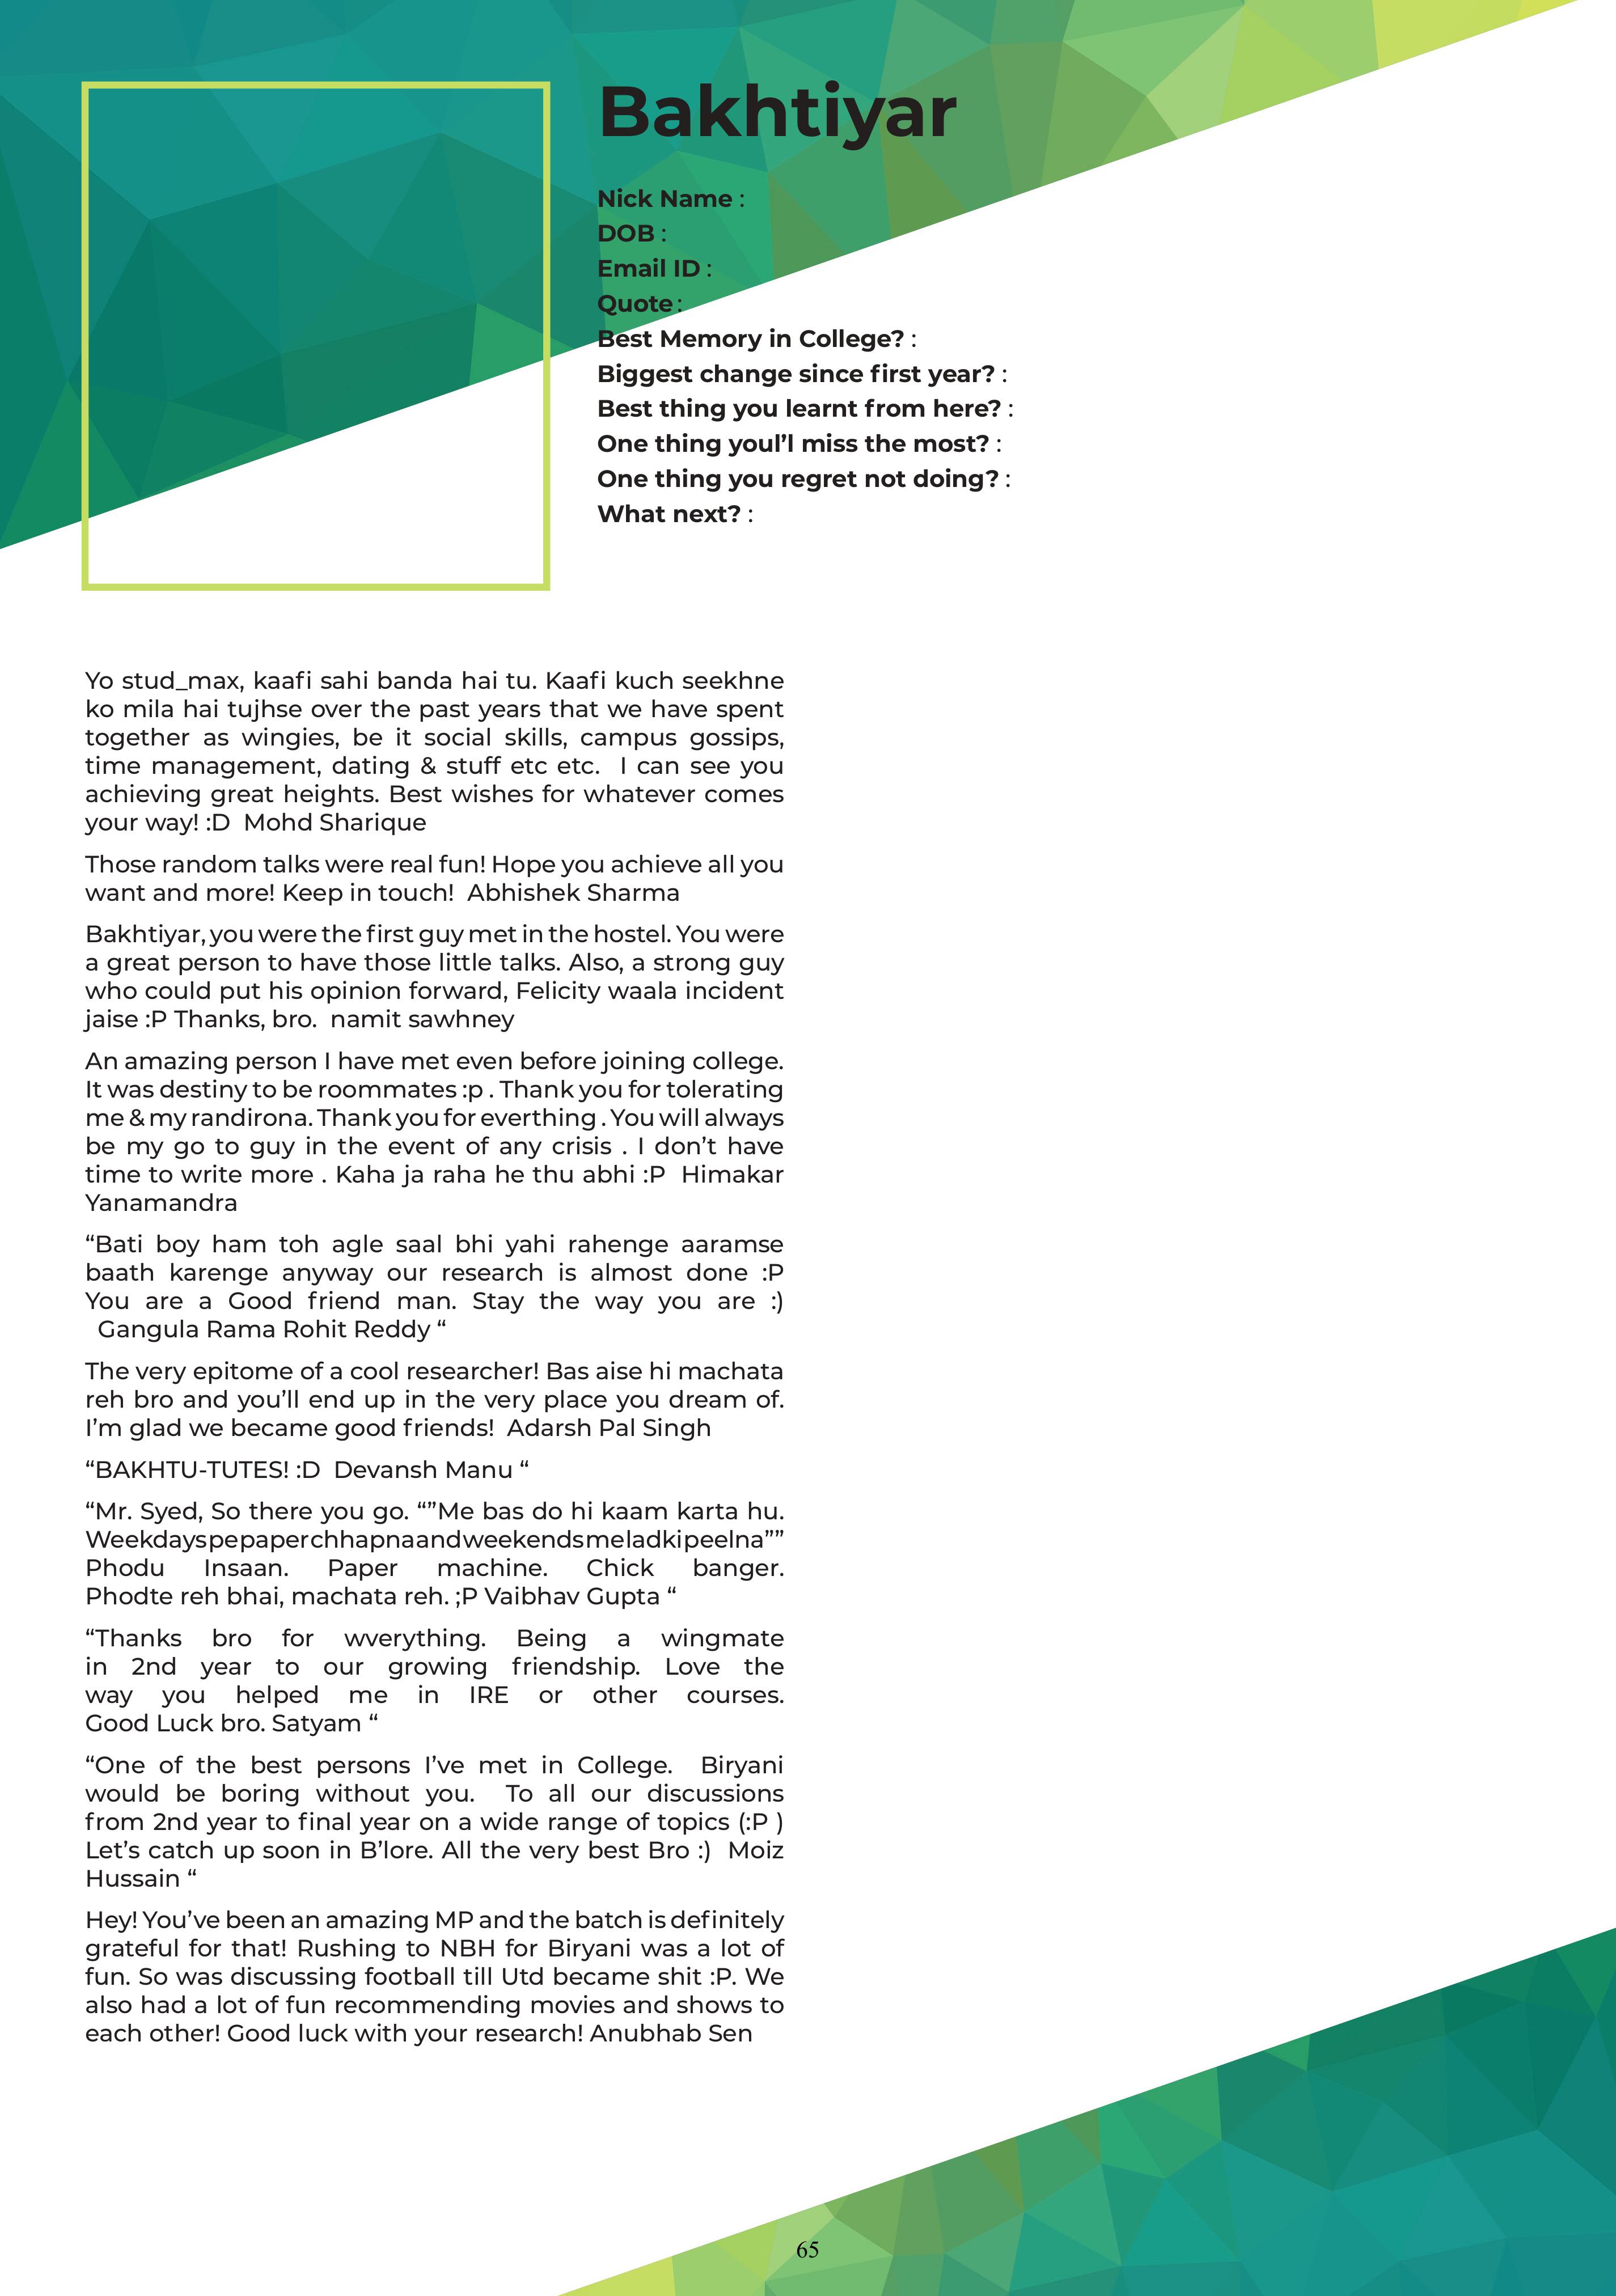 Bakhtiyar
Nick Name :
DOB :
Email ID :
Quote :
Best Memory in College? :
Biggest change since first year? :
Best thing you learnt from here? :
One thing youl’l miss the most? :
One thing you regret not doing? :
What next? :
Yo stud_max, kaafi sahi banda hai tu. Kaafi kuch seekhne
ko mila hai tujhse over the past years that we have spent
together as wingies, be it social skills, campus gossips,
time management, dating & stuff etc etc.  I can see you
achieving great heights. Best wishes for whatever comes
your way! :D  Mohd Sharique
Those random talks were real fun! Hope you achieve all you
want and more! Keep in touch!  Abhishek Sharma
Bakhtiyar, you were the first guy met in the hostel. You were
a great person to have those little talks. Also, a strong guy
who could put his opinion forward, Felicity waala incident
jaise :P Thanks, bro.  namit sawhney
An amazing person I have met even before joining college.
It was destiny to be roommates :p . Thank you for tolerating
me & my randirona. Thank you for everthing . You will always
be my go to guy in the event of any crisis . I don’t have
time to write more . Kaha ja raha he thu abhi :P  Himakar
Yanamandra
“Bati boy ham toh agle saal bhi yahi rahenge aaramse
baath karenge anyway our research is almost done :P
You are a Good friend man. Stay the way you are :)
Gangula Rama Rohit Reddy “
The very epitome of a cool researcher! Bas aise hi machata
reh bro and you’ll end up in the very place you dream of.
I’m glad we became good friends!  Adarsh Pal Singh
“BAKHTU-TUTES! :D  Devansh Manu “
“Mr. Syed, So there you go. “”Me bas do hi kaam karta hu.
Weekdays pe paper chhapna and weekends me ladki peelna””
Phodu Insaan. Paper machine. Chick banger.
Phodte reh bhai, machata reh. ;P Vaibhav Gupta “
“Thanks bro for wverything. Being a wingmate
in 2nd year to our growing friendship. Love the
way you helped me in IRE or other courses.
Good Luck bro. Satyam “
“One of the best persons I’ve met in College.  Biryani
would be boring without you.  To all our discussions
from 2nd year to final year on a wide range of topics (:P )
Let’s catch up soon in B’lore. All the very best Bro :)  Moiz
Hussain “
Hey! You’ve been an amazing MP and the batch is definitely
grateful for that! Rushing to NBH for Biryani was a lot of
fun. So was discussing football till Utd became shit :P. We
also had a lot of fun recommending movies and shows to
each other! Good luck with your research! Anubhab Sen
65